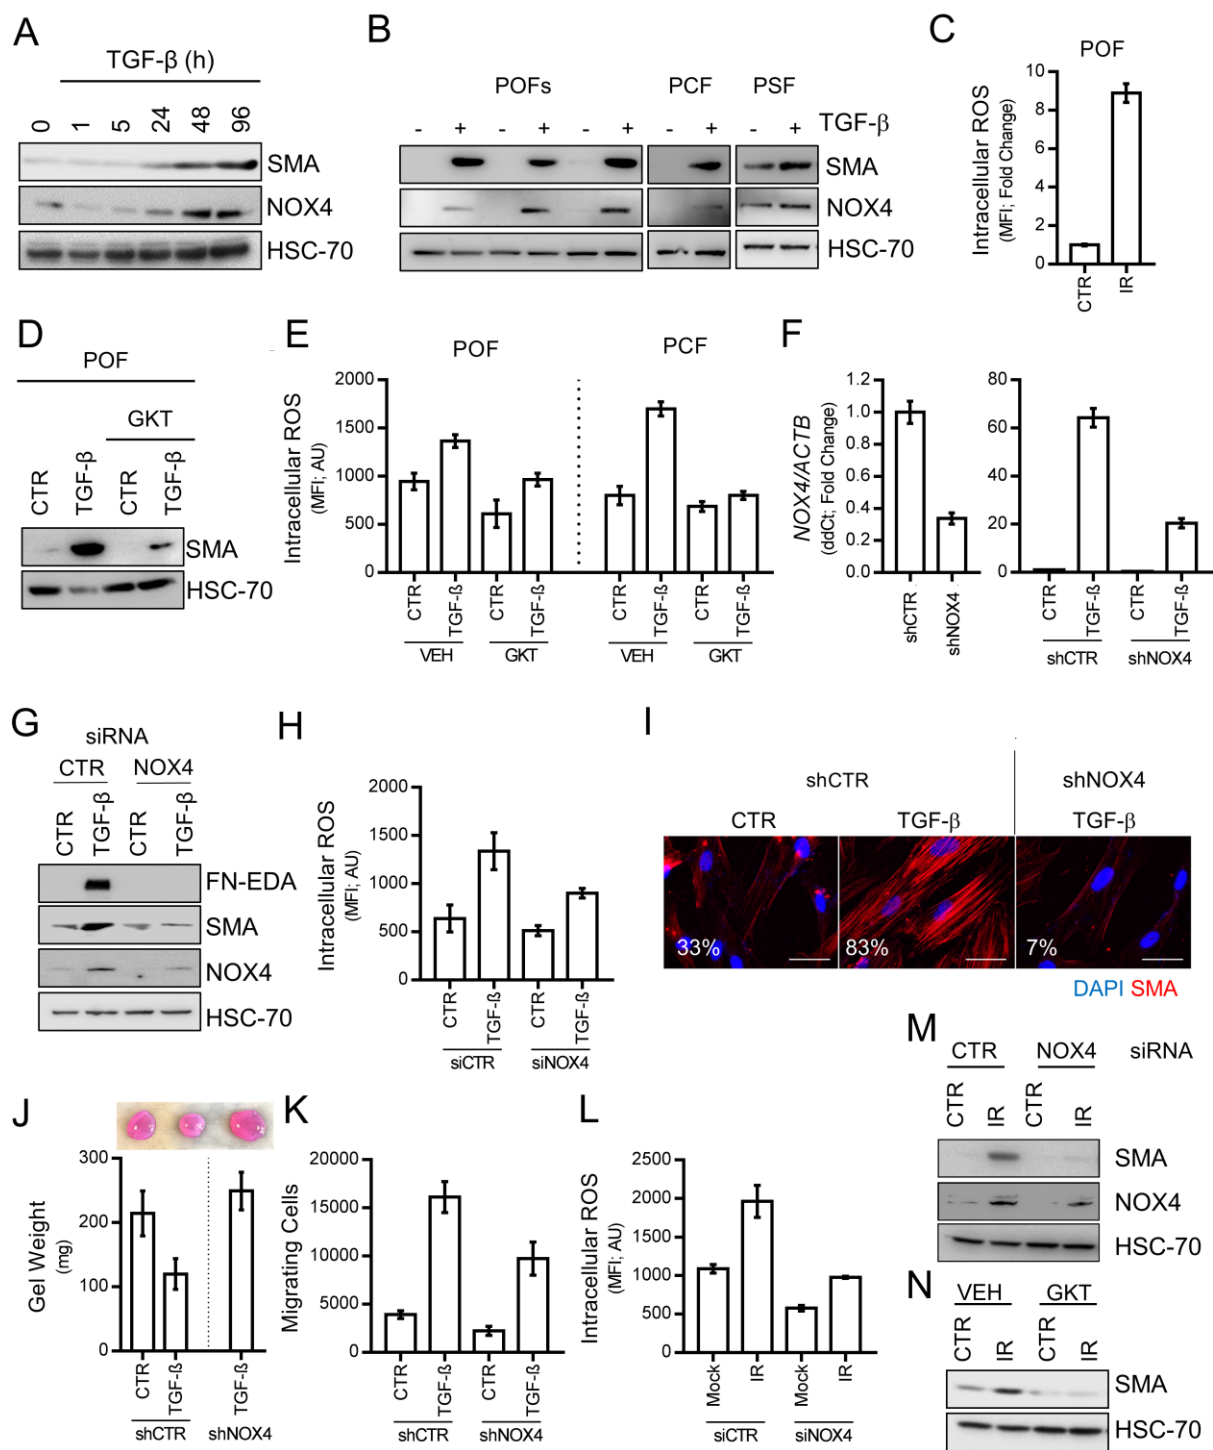 A
TGF-β (h)
0 1 5 24 48 96
SMA
NOX4
HSC-70
B
POFs PCF PSF
- + - + - + - + - + TGF-β
SMA
NOX4
HSC-70
C
POF
Intracellular ROS
(MFI; Fold Change)
10
8
6
4
2
0
CTR IR
D
POF
GKT
CTR TGF-β CTR TGF-β
SMA
HSC-70
E
POF PCF
Intracellular ROS
(MFI; AU)
2000
1500
1000
500
0
CTR TGF-ß CTR TGF-ß CTR TGF-ß CTR TGF-ß
VEH GKT VEH GKT
F
NOX4/ACTB
(ddCt; Fold Change)
1.2
1.0
0.8
0.6
0.4
0.2
0.0
shCTR shNOX4
80
60
40
20
0
CTR TGF-ß CTR TGF-ß
shCTR shNOX4
G
siRNA
CTR NOX4
CTR TGF-β CTR TGF-β
FN-EDA
SMA
NOX4
HSC-70
H
Intracellular ROS
(MFI; AU)
2000
1500
1000
500
0
CTR TGF-ß CTR TGF-ß
siCTR siNOX4
I
shCTR shNOX4
CTR TGF-β TGF-β
33% 83% 7%
DAPI SMA
J
Gel Weight
(mg)
300
200
100
0
CTR TGF-ß TGF-ß
shCTR shNOX4
K
Migrating Cells
20000
15000
10000
5000
0
CTR TGF-ß CTR TGF-ß
shCTR shNOX4
L
Intracellular ROS
(MFI; AU)
2500
2000
1500
1000
500
0
Mock IR Mock IR
siCTR siNOX4
M
CTR NOX4 siRNA
CTR IR CTR IR
SMA
NOX4
HSC-70
N
VEH GKT
CTR IR CTR IR
SMA
HSC-70